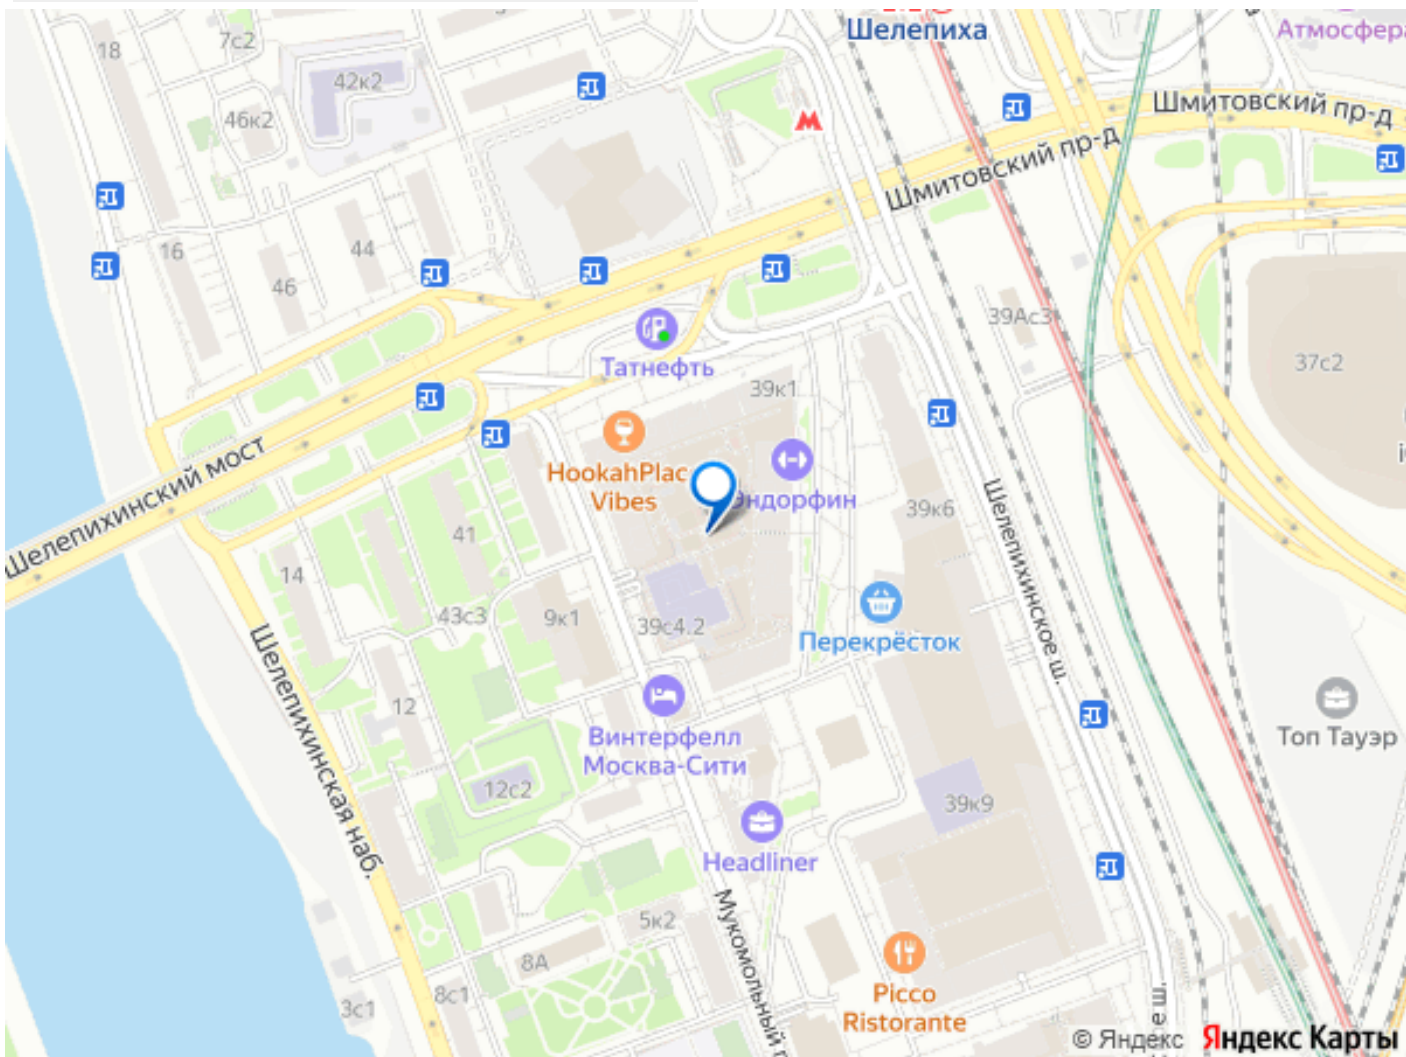 Шелепиха
Атмосфера
18
7с2
42к2
46к2
Шмитовский пр-д
Шмитовский пр-д
16
44
46
39Ас3
37с2
Татнефть
39к1
HookahPlac
Vibes
Эндорфин
Шелепихинский мост
41
39к6
Шелепихинское ш.
14
43с3
9к1
39с4.2
Перекрёсток
Шелепихинская наб.
12
Винтерфелл
Москва-Сити
Топ Тауэр
12с2
39к9
Headliner
Мукомольный п
5к2
8А
Picco
Ristorante
8с1
3с1
е ш.
© Яндекс Яндекс Карты